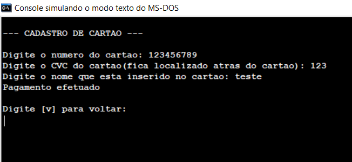 Console simulando o modo texto do MS-DOS
--- CADASTRO DE CARTAO ---
Digite o numero do cartao: 123456789
Digite o CVC do cartao(fica localizado atras do cartao): 123
Digite o nome que esta inserido no cartao: teste
Pagamento efetuado
Digite [v] para voltar: